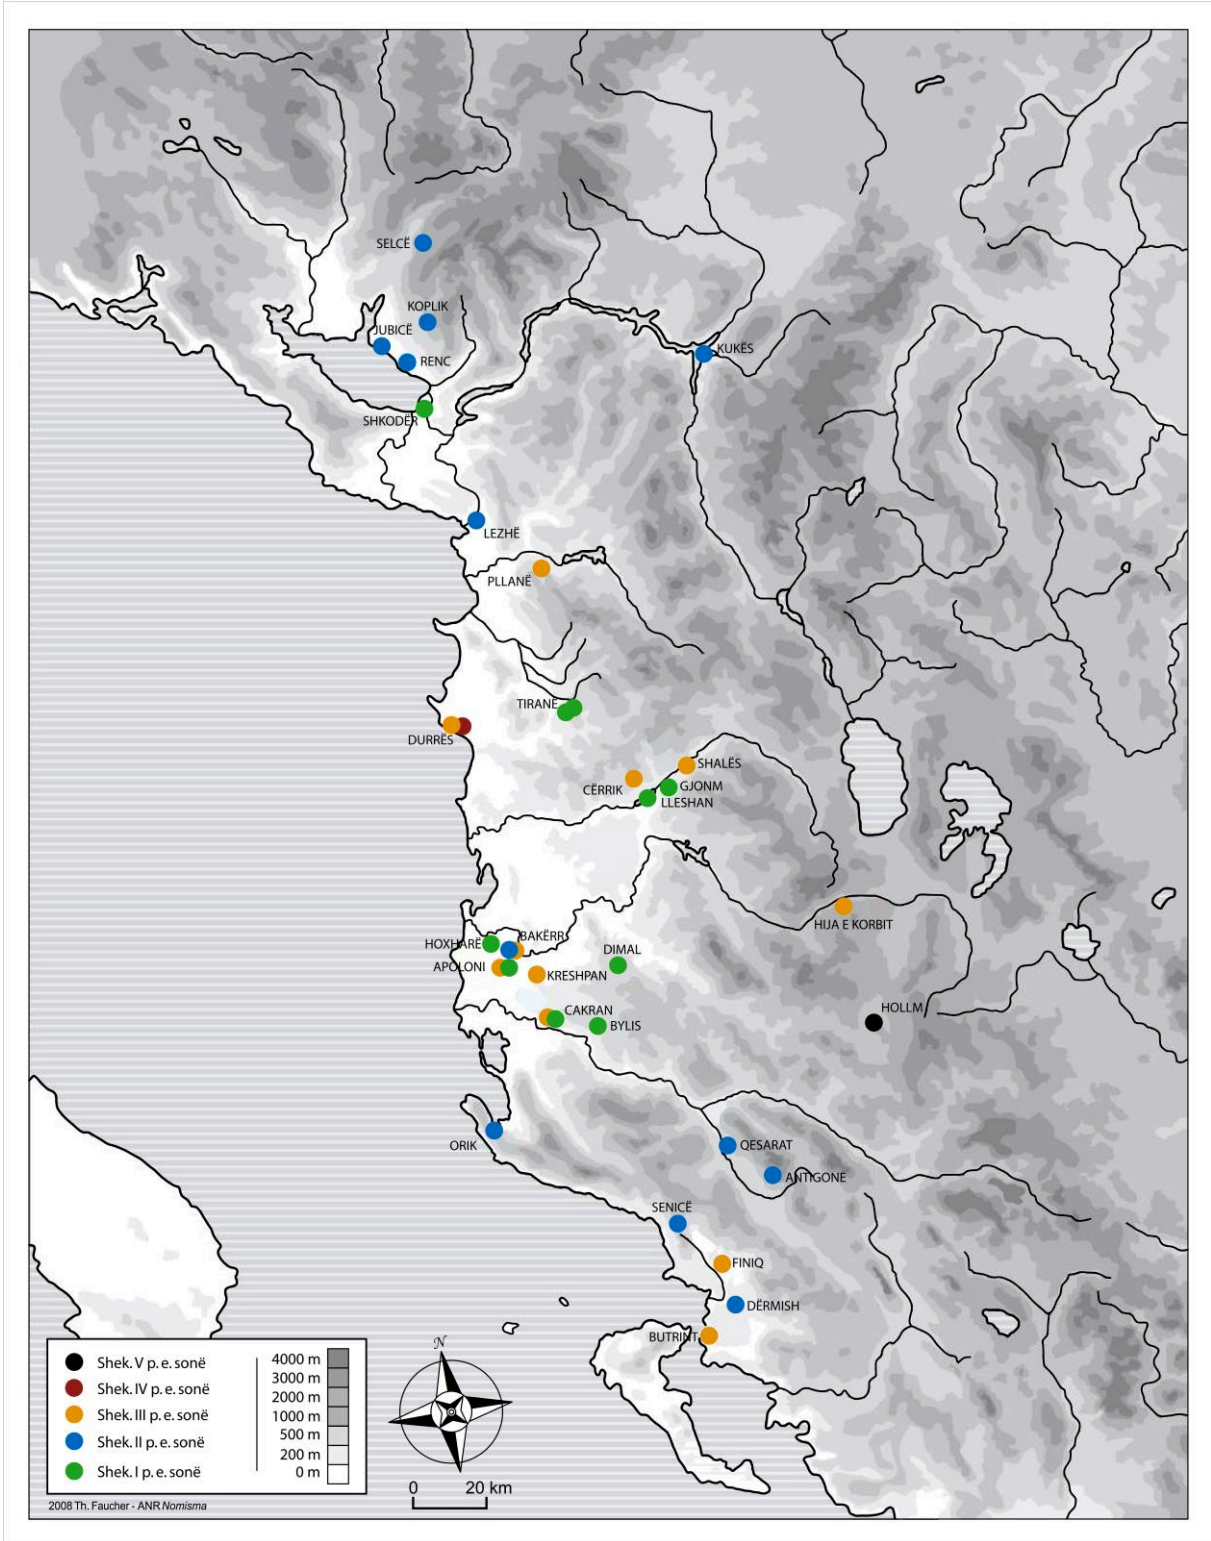 SELCË
KOPLIK
JUBICË
RENC
KUKËS
SHKODËR
LEZHË
PLLANË
TIRANË
DURRËS
SHALËS
CËRRIK
GJONM
LLESHAN
HIJA E KORBIT
BAKËRR
HOXHARË
DIMAL
APOLONI
KRESHPAN
HOLLM
CAKRAN
BYLIS
ORIK
QESARAT
ANTIGONE
SENICË
FINIQ
DËRMISH
BUTRINT
N
Shek. V p. e. sonë
Shek. IV p. e. sonë
Shek. III p. e. sonë
Shek. II p. e. sonë
Shek. I p. e. sonë
4000 m
3000 m
2000 m
1000 m
500 m
200 m
0 m
0 20 km
2008 Th. Faucher - ANR Nomisma